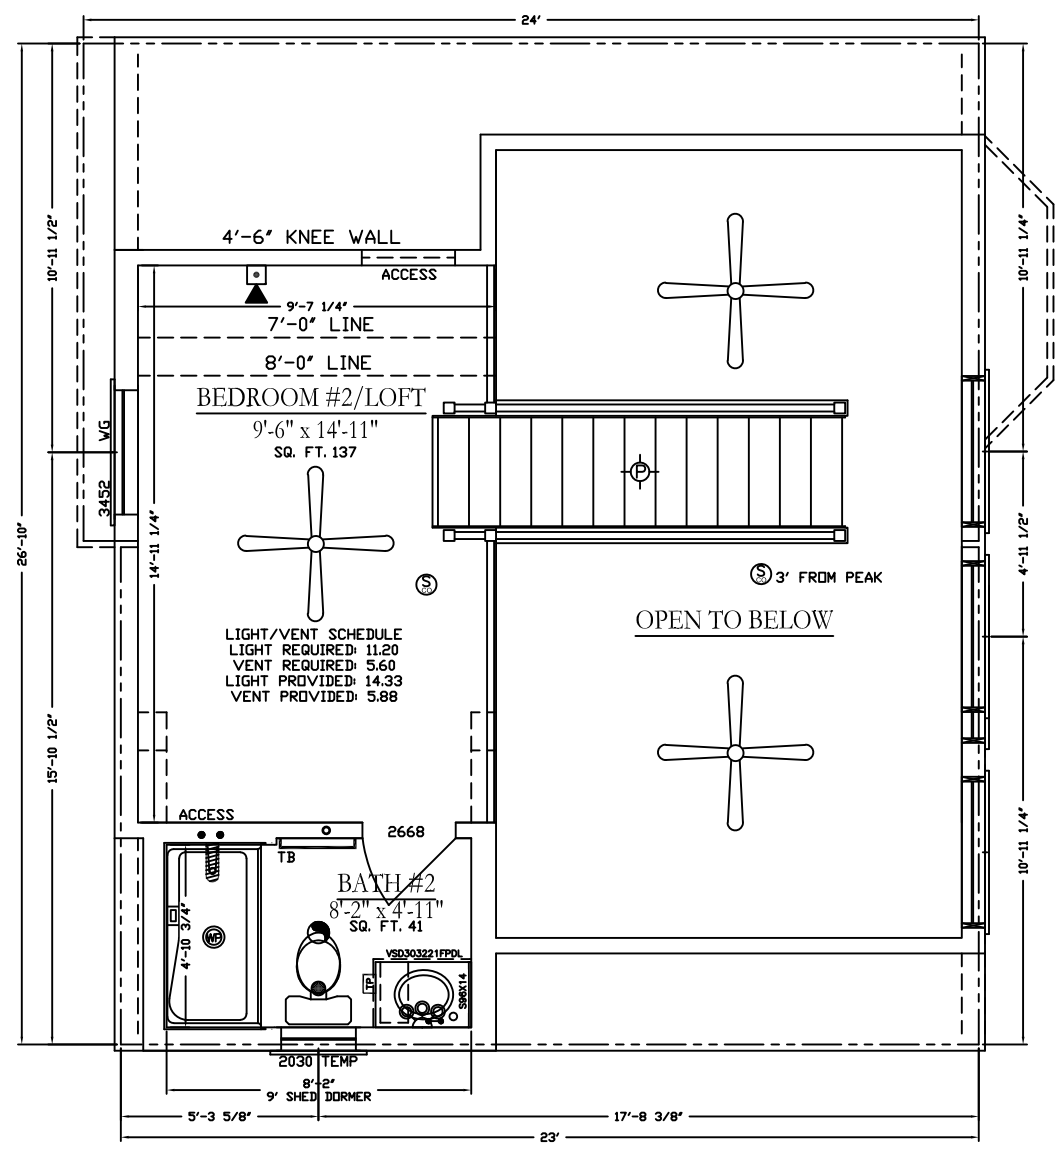 24'
4'-6" KNEE WALL
10'-11 1/2"
10'-11 1/4"
ACCESS
9'-7 1/4"
7'-0" LINE
8'-0" LINE
BEDROOM #2/LOFT
9'-6" x 14'-11"
SQ. FT. 137
WG
3452
P
26'-10"
14'-11 1/4"
4'-11 1/2"
S
CO
S
CO
3' FROM PEAK
OPEN TO BELOW
LIGHT/VENT SCHEDULE
LIGHT REQUIRED: 11.20
VENT REQUIRED: 5.60
LIGHT PROVIDED: 14.33
VENT PROVIDED: 5.88
15'-10 1/2"
10'-11 1/4"
ACCESS
2668
TB
BATH #2
8'-2" x 4'-11"
SQ. FT. 41
4'-10 3/4"
WP
VSD303221FPDL
TP
S96X14
2030 TEMP
8'-2"
9' SHED DORMER
5'-3 5/8"
17'-8 3/8"
23'